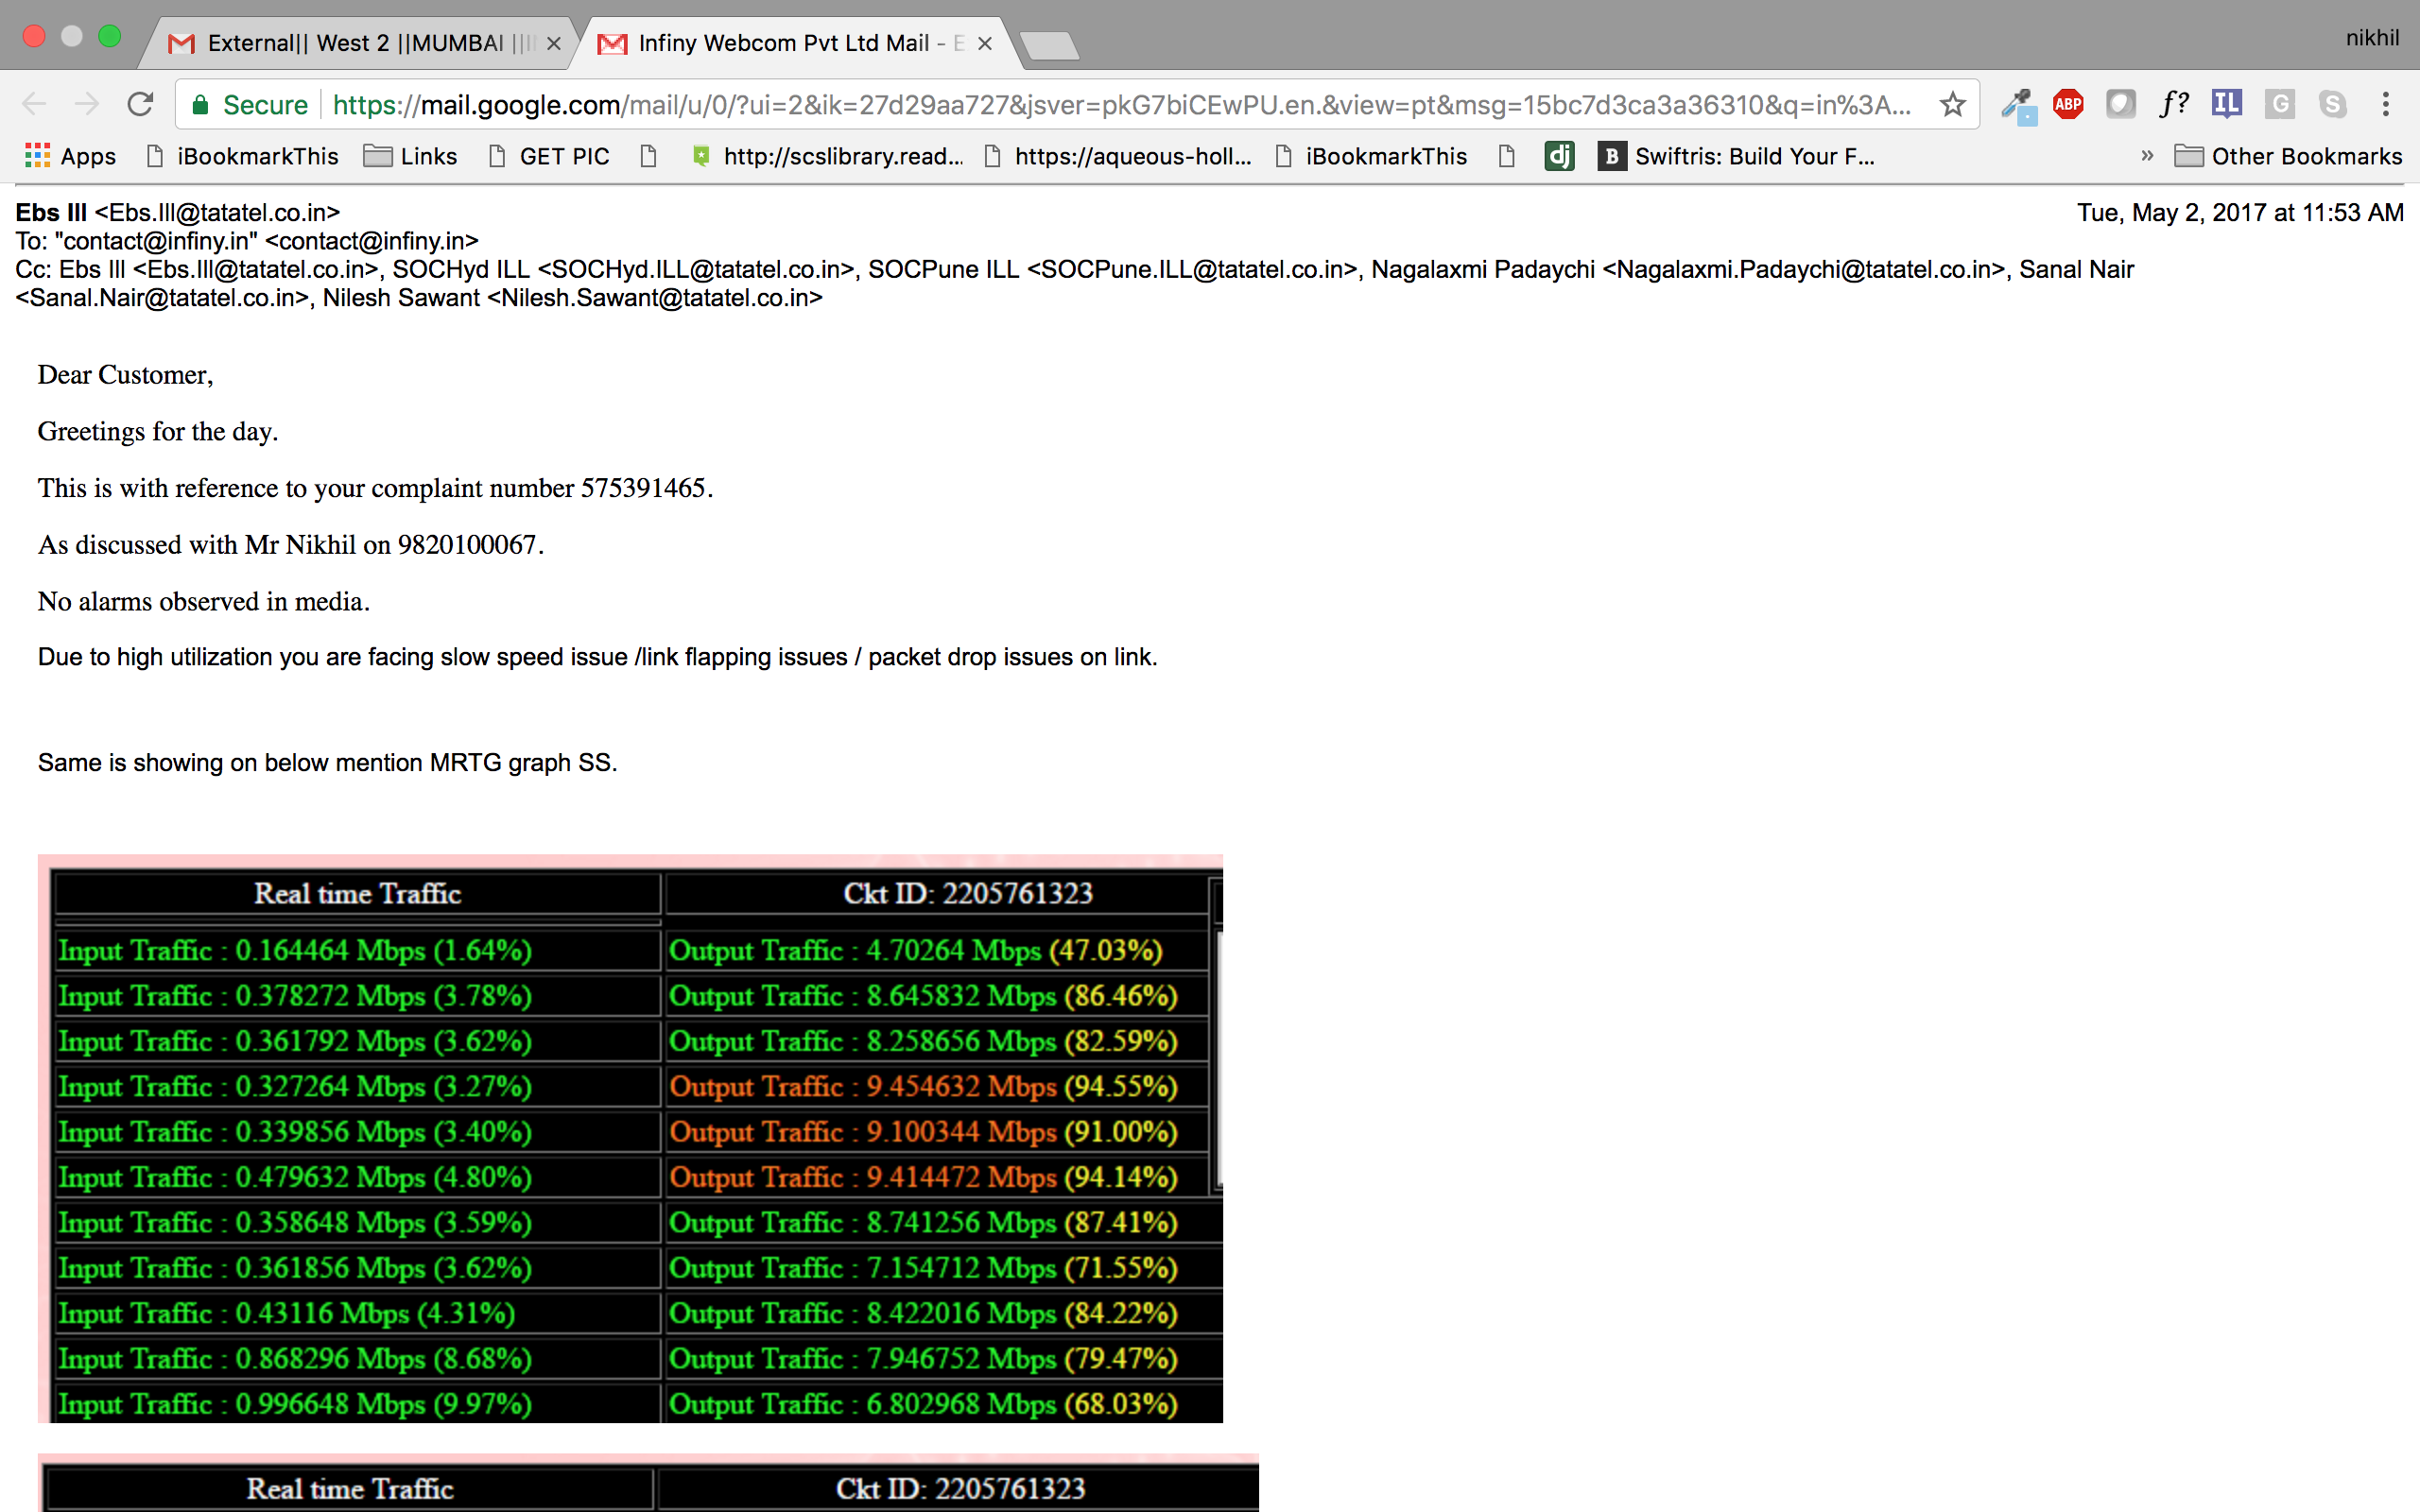 External|| West 2 ||MUMBAI ||
Infiny Webcom Pvt Ltd Mail - E
nikhil
Secure https://mail.google.com/mail/u/0/?ui=2&ik=27d29aa727&jsver=pkG7biCEwPU.en.&view=pt&msg=15bc7d3ca3a36310&q=in%3A...
ABP f? IL G S
Apps iBookmarkThis Links GET PIC http://scslibrary.read... https://aqueous-holl... iBookmarkThis dj B Swiftris: Build Your F... » Other Bookmarks
Ebs Ill <Ebs.Ill@tatatel.co.in> Tue, May 2, 2017 at 11:53 AM
To: "contact@infiny.in" <contact@infiny.in>
Cc: Ebs Ill <Ebs.Ill@tatatel.co.in>, SOCHyd ILL <SOCHyd.ILL@tatatel.co.in>, SOCPune ILL <SOCPune.ILL@tatatel.co.in>, Nagalaxmi Padaychi <Nagalaxmi.Padaychi@tatatel.co.in>, Sanal Nair
<Sanal.Nair@tatatel.co.in>, Nilesh Sawant <Nilesh.Sawant@tatatel.co.in>
Dear Customer,
Greetings for the day.
This is with reference to your complaint number 575391465.
As discussed with Mr Nikhil on 9820100067.
No alarms observed in media.
Due to high utilization you are facing slow speed issue /link flapping issues / packet drop issues on link.
Same is showing on below mention MRTG graph SS.
Real time Traffic Ckt ID: 2205761323
Input Traffic : 0.164464 Mbps (1.64%) Output Traffic : 4.70264 Mbps (47.03%)
Input Traffic : 0.378272 Mbps (3.78%) Output Traffic : 8.645832 Mbps (86.46%)
Input Traffic : 0.361792 Mbps (3.62%) Output Traffic : 8.258656 Mbps (82.59%)
Input Traffic : 0.327264 Mbps (3.27%) Output Traffic : 9.454632 Mbps (94.55%)
Input Traffic : 0.339856 Mbps (3.40%) Output Traffic : 9.100344 Mbps (91.00%)
Input Traffic : 0.479632 Mbps (4.80%) Output Traffic : 9.414472 Mbps (94.14%)
Input Traffic : 0.358648 Mbps (3.59%) Output Traffic : 8.741256 Mbps (87.41%)
Input Traffic : 0.361856 Mbps (3.62%) Output Traffic : 7.154712 Mbps (71.55%)
Input Traffic : 0.43116 Mbps (4.31%) Output Traffic : 8.422016 Mbps (84.22%)
Input Traffic : 0.868296 Mbps (8.68%) Output Traffic : 7.946752 Mbps (79.47%)
Input Traffic : 0.996648 Mbps (9.97%) Output Traffic : 6.802968 Mbps (68.03%)
Real time Traffic Ckt ID: 2205761323